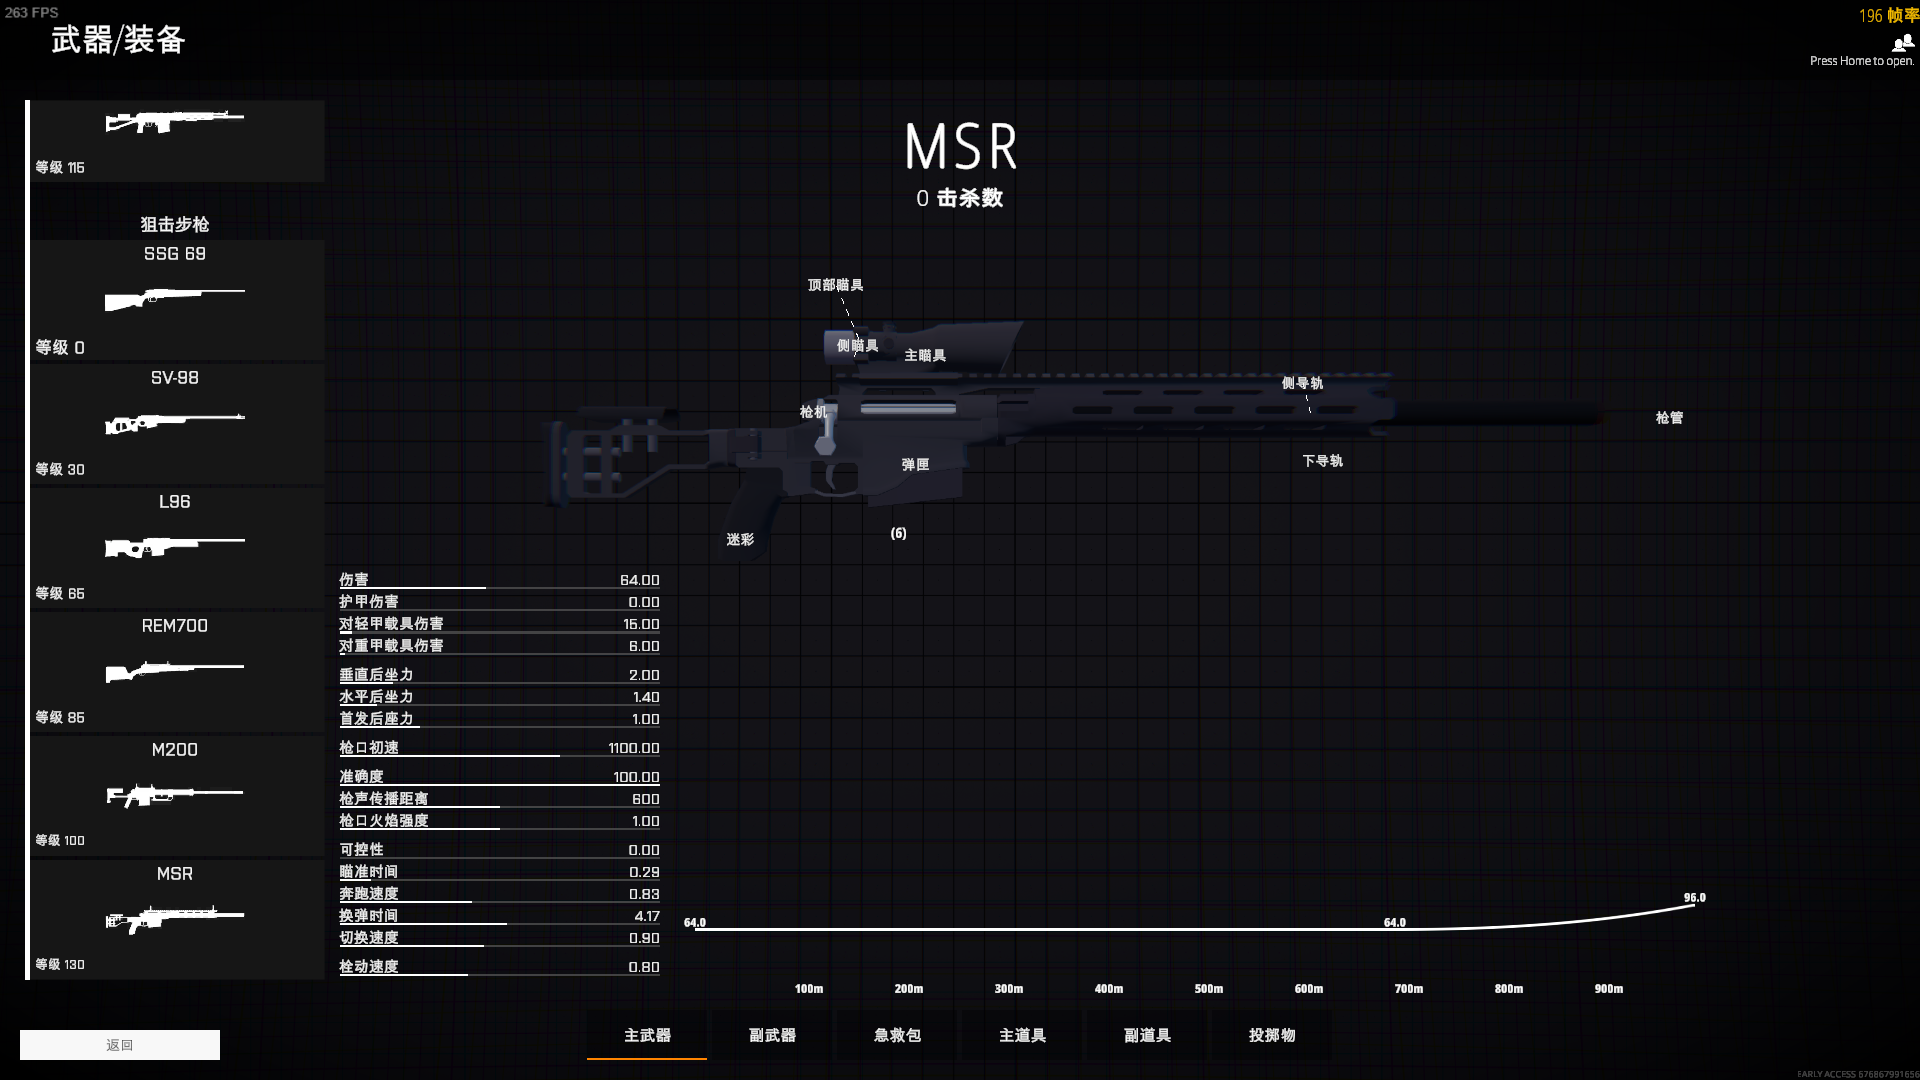 263 FPS
武器/装备
196 帧率
Press Home to open.
等级 115
狙击步枪
SSG 69
等级 0
SV-98
等级 30
L96
等级 65
REM700
等级 85
M200
等级 100
MSR
等级 130
返回
MSR
0 击杀数
顶部瞄具
侧瞄具
主瞄具
枪机
侧导轨
枪管
弹匣
下导轨
迷彩
(6)
伤害 64.00
护甲伤害 0.00
对轻甲载具伤害 15.00
对重甲载具伤害 6.00
垂直后坐力 2.00
水平后坐力 1.40
首发后座力 1.00
枪口初速 1100.00
准确度 100.00
枪声传播距离 600
枪口火焰强度 1.00
可控性 0.00
瞄准时间 0.29
奔跑速度 0.83
换弹时间 4.17
切换速度 0.90
栓动速度 0.80
64.0 64.0 96.0
100m 200m 300m 400m 500m 600m 700m 800m 900m
主武器 副武器 急救包 主道具 副道具 投掷物
EARLY ACCESS 676867991656